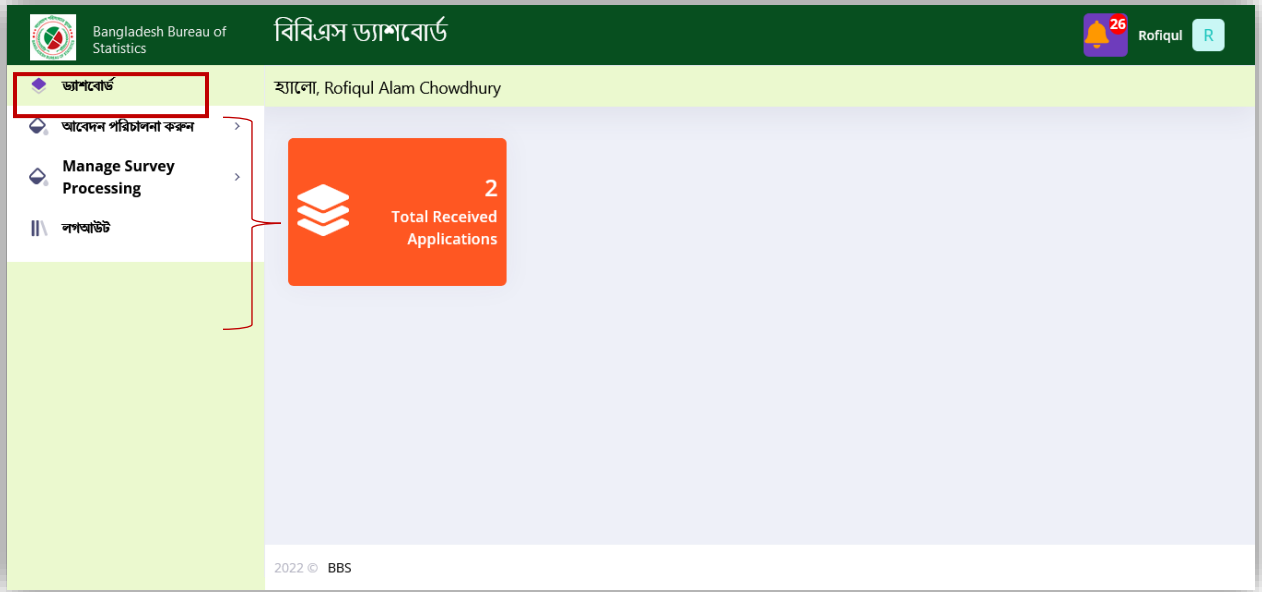 Bangladesh Bureau of
Statistics
বিবিএস ড্যাশবোর্ড
26
Rofiqul
R
ড্যাশবোর্ড
হ্যালো, Rofiqul Alam Chowdhury
আবেদন পরিচালনা করুন
Manage Survey
Processing
লগআউট
2
Total Received
Applications
2022 © BBS